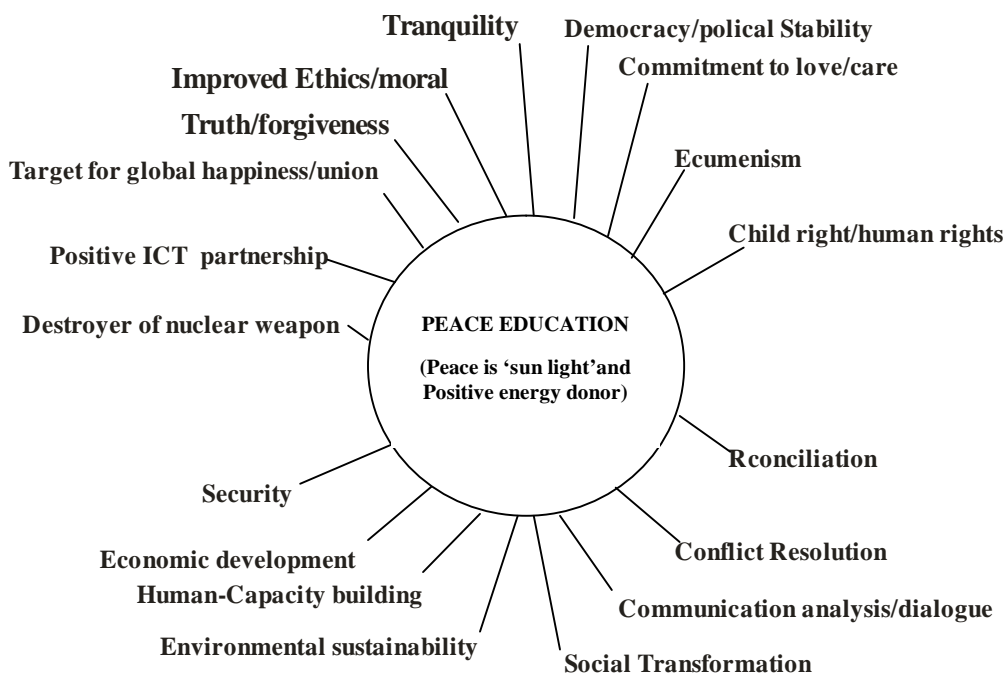 Tranquility
Democracy/polical Stability
Commitment to love/care
Improved Ethics/moral
Truth/forgiveness
Ecumenism
Target for global happiness/union
Child right/human rights
Positive ICT partnership
Destroyer of nuclear weapon
PEACE EDUCATION
(Peace is ‘sun light’and
Positive energy donor)
Rconciliation
Security
Conflict Resolution
Economic development
Human-Capacity building
Communication analysis/dialogue
Environmental sustainability
Social Transformation